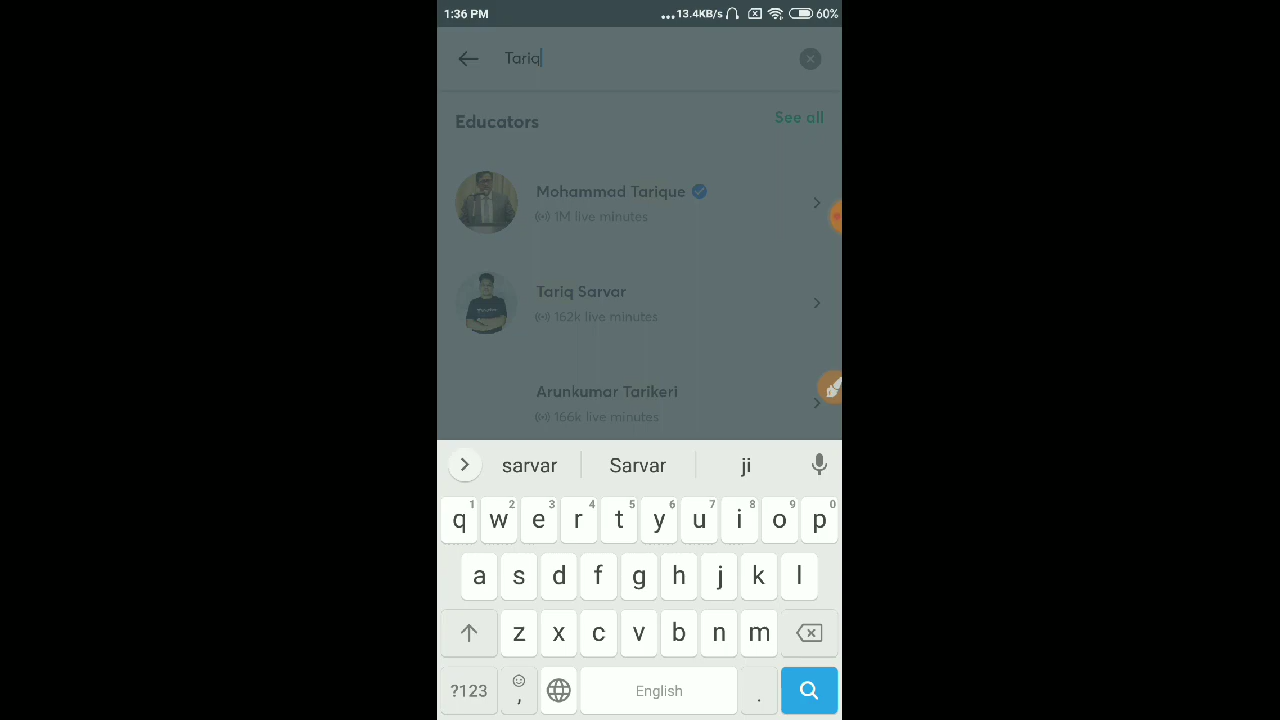 1:36 PM ...13.4KB/s 60%
Tariq
Educators See all
Mohammad Tarique
1M live minutes
Tariq Sarvar
162k live minutes
Arunkumar Tarikeri
166k live minutes
sarvar Sarvar ji
1 2 3 4 5 6 7 8 9 0
q w e r t y u i o p
a s d f g h j k l
z x c v b n m
?123 , English .